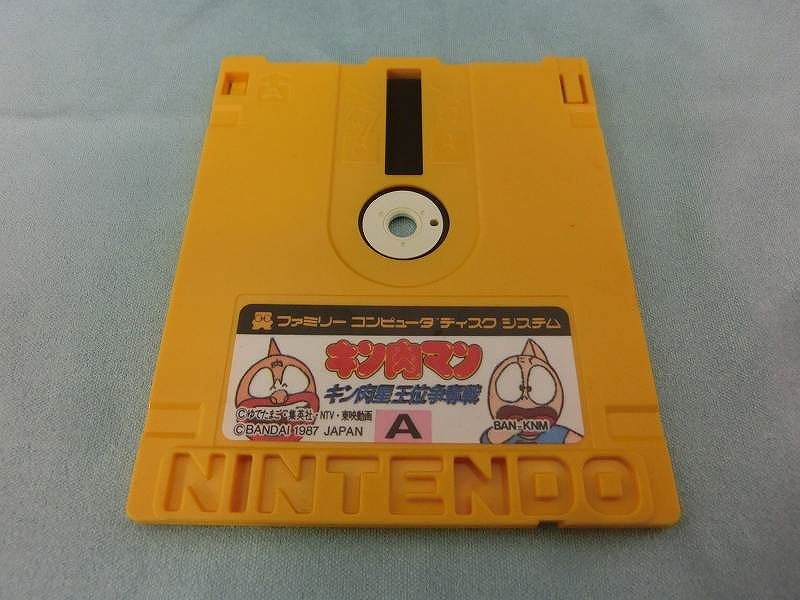 ファミリー コンピュータ ディスク システム
キン肉マン
キン肉星王位争奪戦
©ゆでたまご・集英社・NTV・東映動画
©BANDAI 1987 JAPAN
A
BAN-KNM
NINTENDO